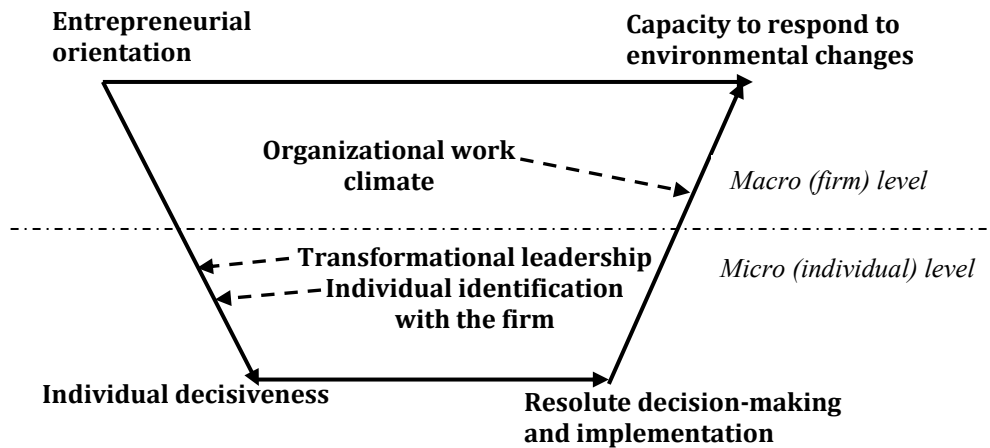 Entrepreneurial
orientation
Capacity to respond to
environmental changes
Organizational work
climate
Macro (firm) level
Transformational leadership
Micro (individual) level
Individual identification
with the firm
Individual decisiveness
Resolute decision-making
and implementation